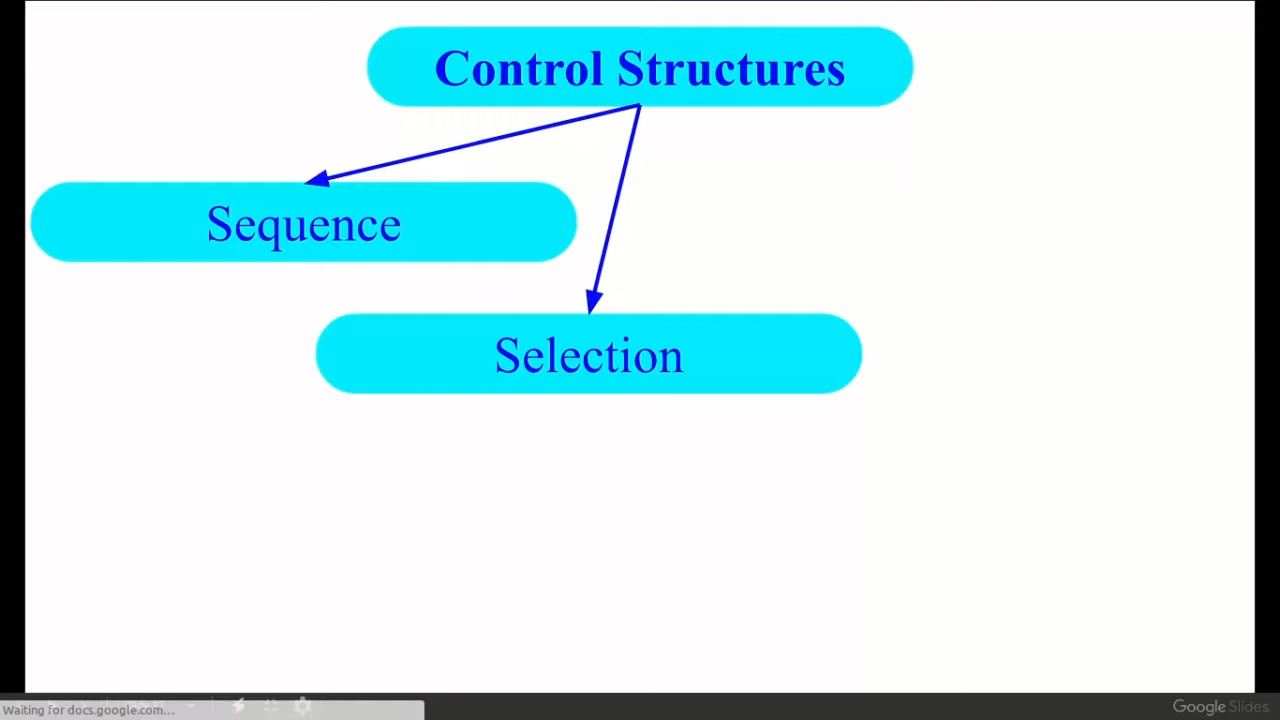 Control Structures
Sequence
Selection
Waiting for docs.google.com...
Google Slides